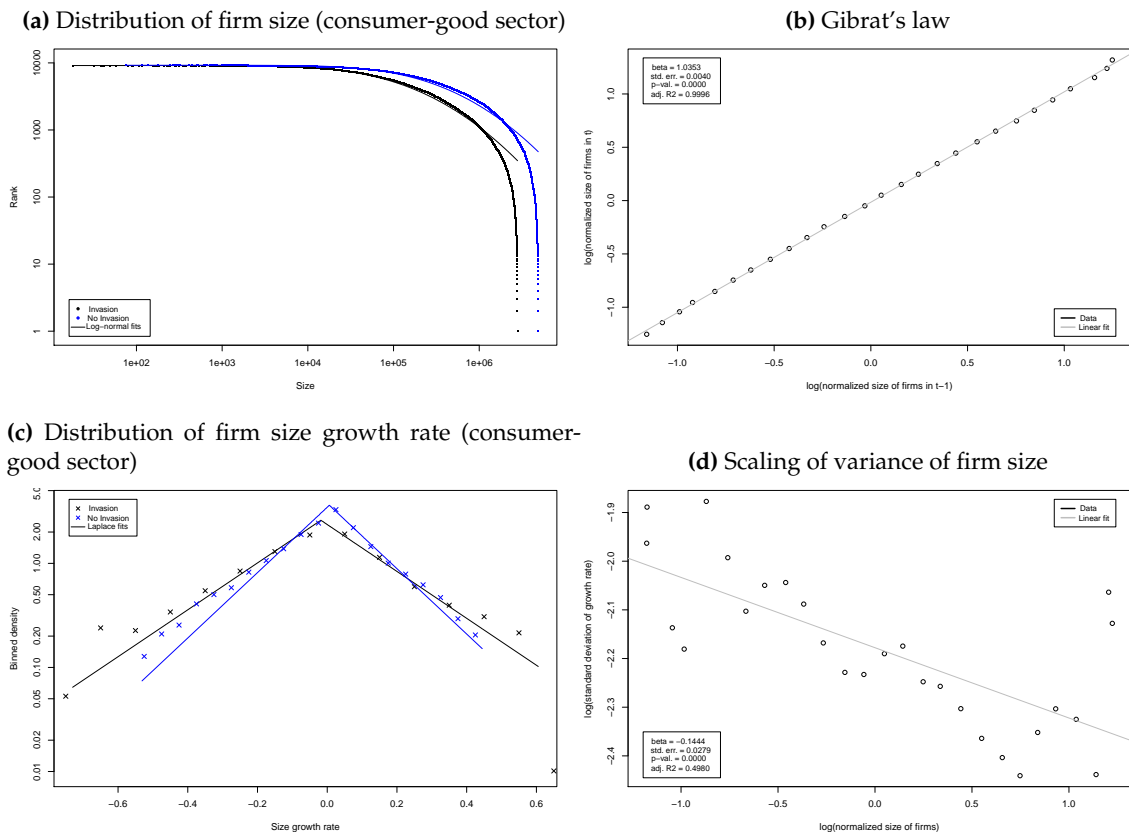 (a) Distribution of firm size (consumer-good sector)
Rank
10000
1000
100
10
1
Invasion
No Invasion
Log−normal fits
1e+02
1e+03
1e+04
1e+05
1e+06
Size
(b) Gibrat's law
log(normalized size of firms in t)
1.0
0.5
0.0
−0.5
−1.0
beta = 1.0353
std. err. = 0.0040
p−val. = 0.0000
adj. R2 = 0.9996
Data
Linear fit
−1.0
−0.5
0.0
0.5
1.0
log(normalized size of firms in t−1)
(c) Distribution of firm size growth rate (consumer-
good sector)
Binned density
2.00
1.00
0.50
0.20
0.10
0.05
0.02
0.01
Invasion
No Invasion
Laplace fits
−0.6
−0.4
−0.2
0.0
0.2
0.4
0.6
Size growth rate
(d) Scaling of variance of firm size
log(standard deviation of growth rate)
−1.9
−2.0
−2.1
−2.2
−2.3
−2.4
Data
Linear fit
beta = −0.1444
std. err. = 0.0279
p−val. = 0.0000
adj. R2 = 0.4980
−1.0
−0.5
0.0
0.5
1.0
log(normalized size of firms)